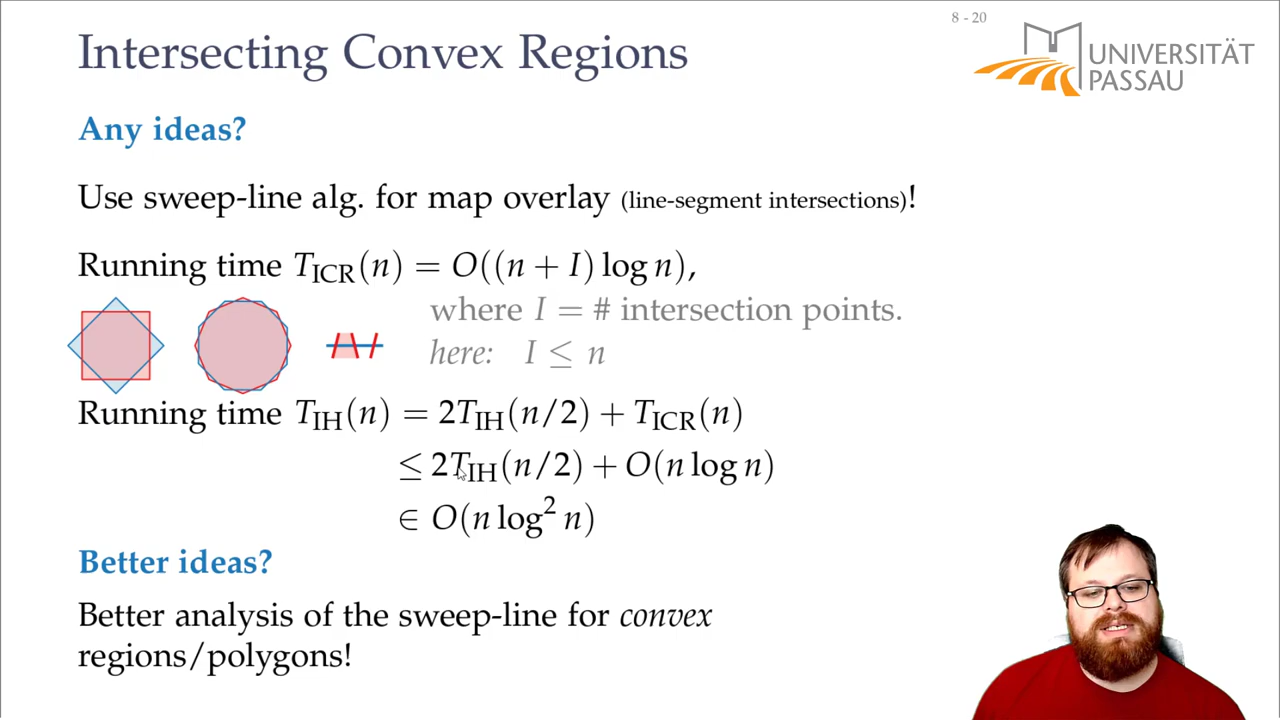 8 - 20
Intersecting Convex Regions
UNIVERSITÄT
PASSAU
Any ideas?
Use sweep-line alg. for map overlay (line-segment intersections)!
Running time T_ICR(n) = O((n + I) log n),
where I = # intersection points.
here: I ≤ n
Running time T_IH(n) = 2T_IH(n/2) + T_ICR(n)
≤ 2T_IH(n/2) + O(n log n)
∈ O(n log² n)
Better ideas?
Better analysis of the sweep-line for convex
regions/polygons!